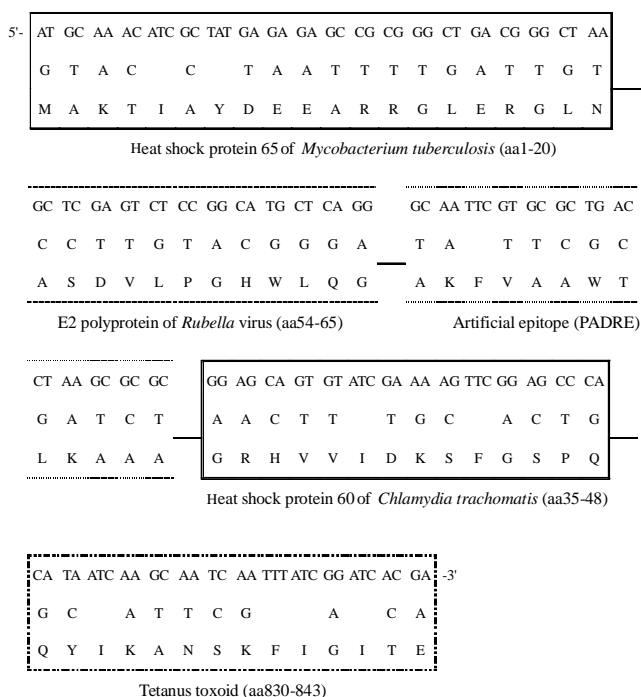 5'- AT GC AA AC ATC GC TAT GA GA GA GC CG CG GG CT GA CG GG CT AA
G T A C C T A A T T T T G A T T G T
M A K T I A Y D E E A R R G L E R G L N
Heat shock protein 65 of Mycobacterium tuberculosis (aa1-20)
GC TC GA GT CT CC GG CA TG CT CA GG GC AA TTC GT GC GC TG AC
C C T T G T A C G G G A T A T T C G C
A S D V L P G H W L Q G A K F V A A W T
E2 polyprotein of Rubella virus (aa54-65) Artificial epitope (PADRE)
CT AA GC GC GC GG AG CA GT GT ATC GA AA AG TTC GG AG CC CA
G A T C T A A C T T T G C A C T G
L K A A A G R H V V I D K S F G S P Q
Heat shock protein 60 of Chlamydia trachomatis (aa35-48)
CA TA ATC AA GC AA TC AA TTT ATC GG ATC AC GA -3'
G C A T T C G A C A
Q Y I K A N S K F I G I T E
Tetanus toxoid (aa830-843)